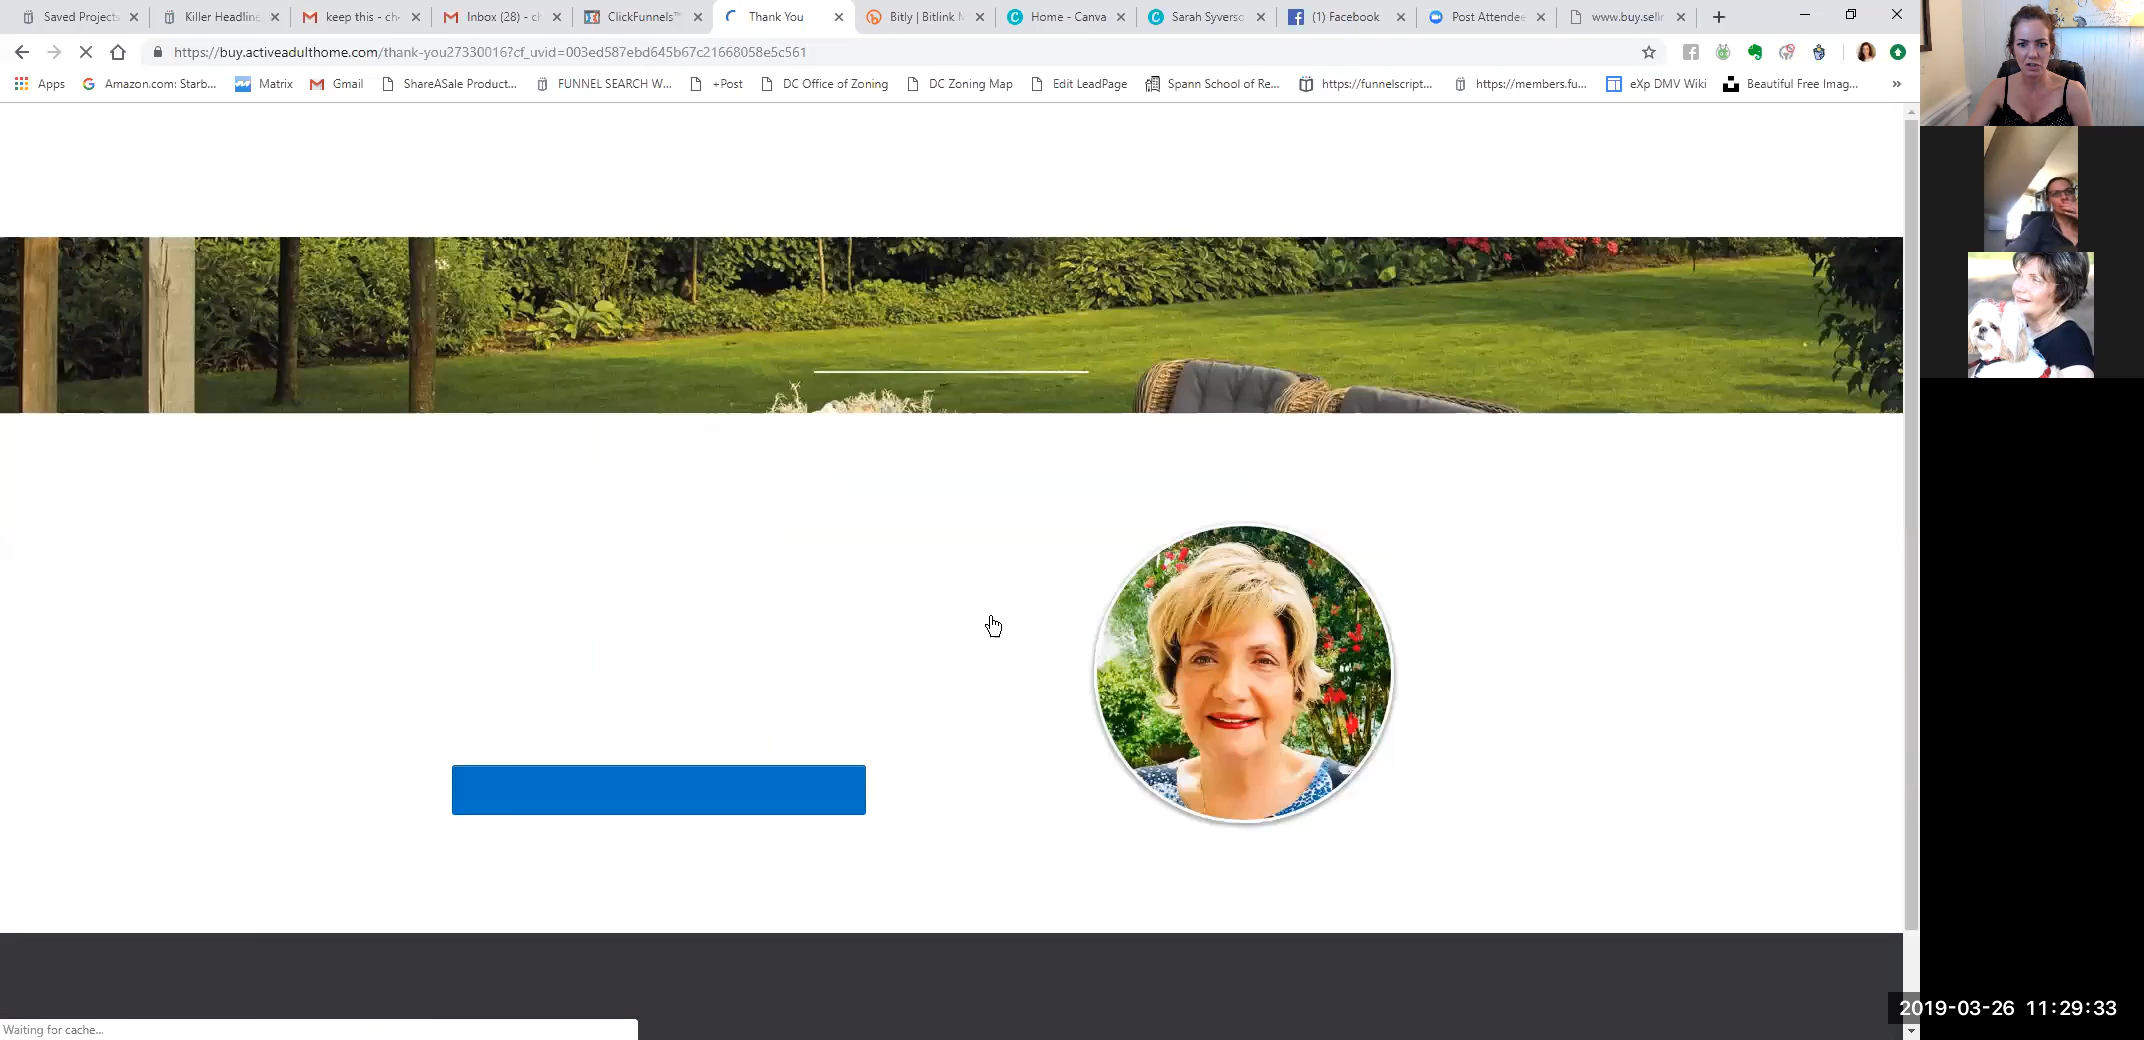 Saved Projects
Killer Headline
keep this - ch
Inbox (28) - c
ClickFunnels™
Thank You
Bitly | Bitlink M
Home - Canva
Sarah Syverso
(1) Facebook
Post Attendee
www.buy.sellin
https://buy.activeadulthome.com/thank-you27330016?cf_uvid=003ed587ebd645b67c21668058e5c561
Apps
Amazon.com: Starb...
Matrix
Gmail
ShareASale Product...
FUNNEL SEARCH W...
+Post
DC Office of Zoning
DC Zoning Map
Edit LeadPage
Spann School of Re...
https://funnelscript...
https://members.fu...
eXp DMV Wiki
Beautiful Free Imag...
»
Waiting for cache...
2019-03-26 11:29:33